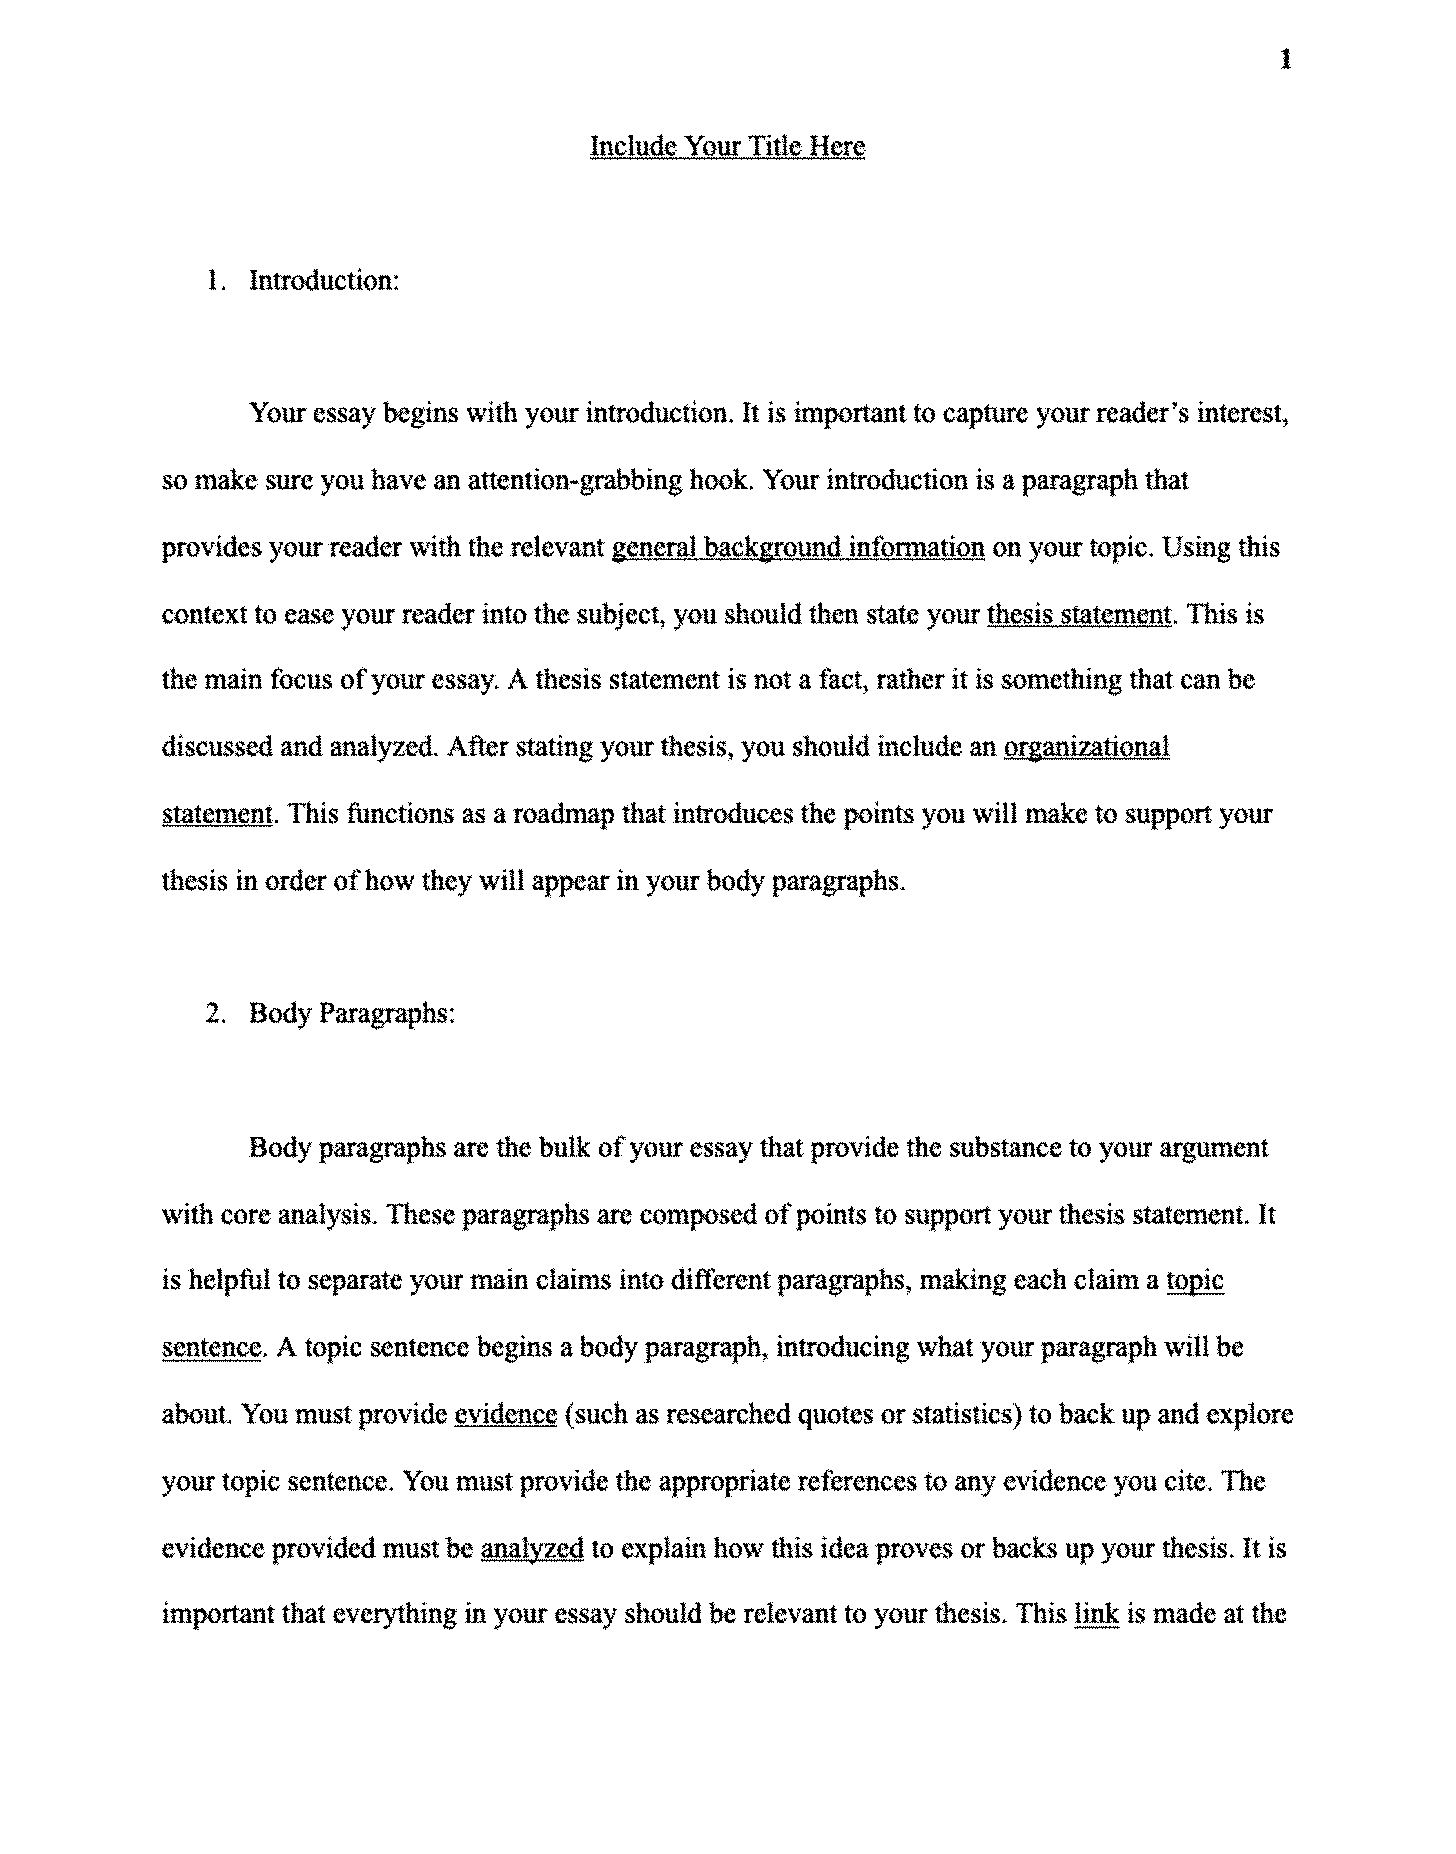 1
Include Your Title Here
1. Introduction:
Your essay begins with your introduction. It is important to capture your reader's interest,
so make sure you have an attention-grabbing hook. Your introduction is a paragraph that
provides your reader with the relevant general background information on your topic. Using this
context to ease your reader into the subject, you should then state your thesis statement. This is
the main focus of your essay. A thesis statement is not a fact, rather it is something that can be
discussed and analyzed. After stating your thesis, you should include an organizational
statement. This functions as a roadmap that introduces the points you will make to support your
thesis in order of how they will appear in your body paragraphs.
2. Body Paragraphs:
Body paragraphs are the bulk of your essay that provide the substance to your argument
with core analysis. These paragraphs are composed of points to support your thesis statement. It
is helpful to separate your main claims into different paragraphs, making each claim a topic
sentence. A topic sentence begins a body paragraph, introducing what your paragraph will be
about. You must provide evidence (such as researched quotes or statistics) to back up and explore
your topic sentence. You must provide the appropriate references to any evidence you cite. The
evidence provided must be analyzed to explain how this idea proves or backs up your thesis. It is
important that everything in your essay should be relevant to your thesis. This link is made at the